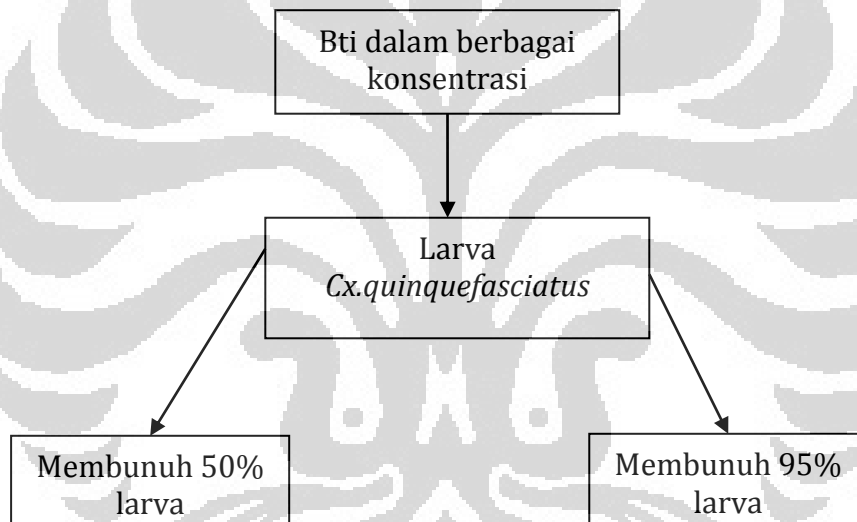 Bti dalam berbagai
konsentrasi
Larva
Cx.quinquefasciatus
Membunuh 50%
larva
Membunuh 95%
larva